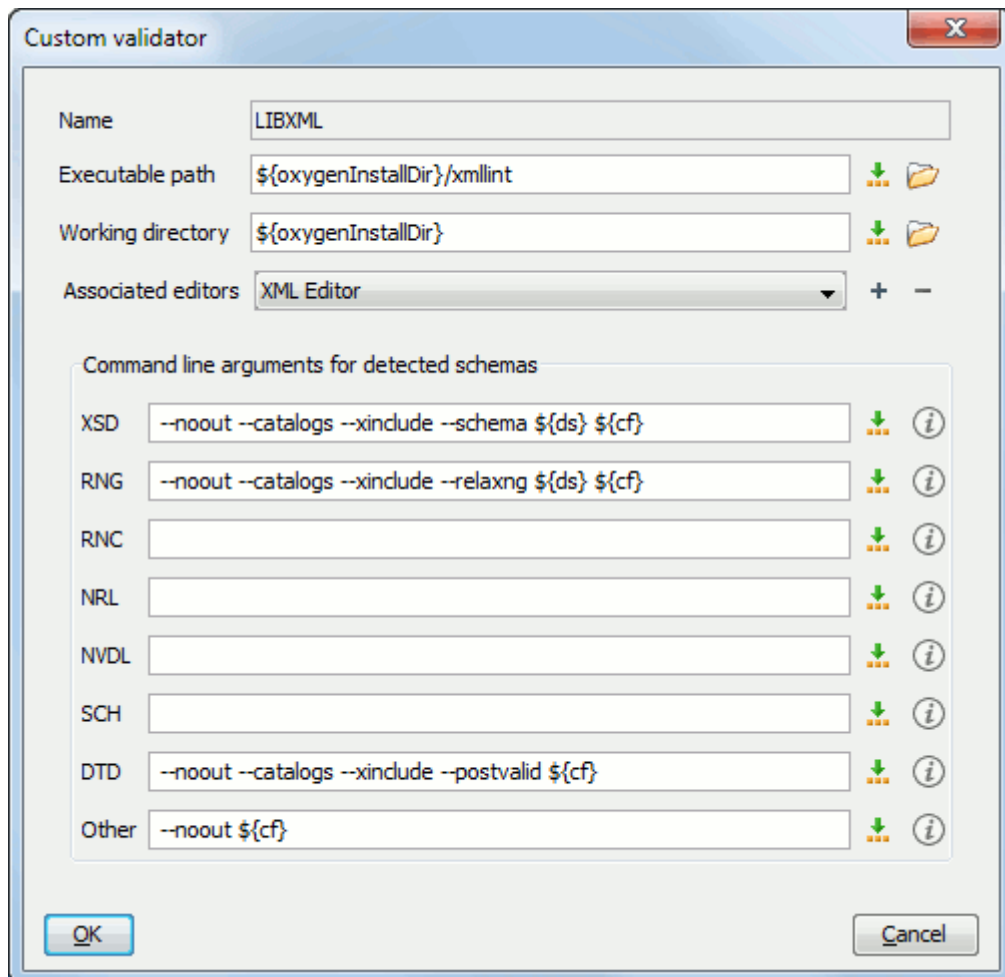 Custom validator
Name LIBXML
Executable path ${oxygenInstallDir}/xmllint
Working directory ${oxygenInstallDir}
Associated editors XML Editor
Command line arguments for detected schemas
XSD --noout --catalogs --xinclude --schema ${ds} ${cf}
RNG --noout --catalogs --xinclude --relaxng ${ds} ${cf}
RNC
NRL
NVDL
SCH
DTD --noout --catalogs --xinclude --postvalid ${cf}
Other --noout ${cf}
OK Cancel